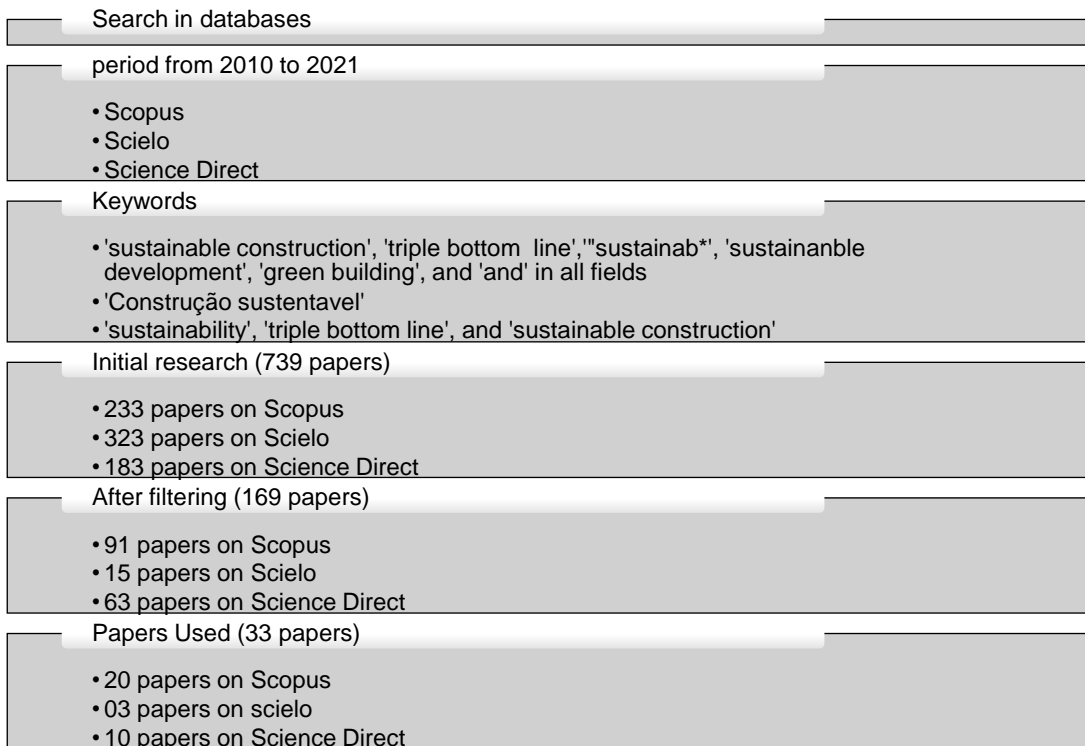 Search in databases
period from 2010 to 2021
• Scopus
• Scielo
• Science Direct
Keywords
• 'sustainable construction', 'triple bottom line','"sustainab*', 'sustainanble
development', 'green building', and 'and' in all fields
• 'Construção sustentavel'
• 'sustainability', 'triple bottom line', and 'sustainable construction'
Initial research (739 papers)
• 233 papers on Scopus
• 323 papers on Scielo
• 183 papers on Science Direct
After filtering (169 papers)
• 91 papers on Scopus
• 15 papers on Scielo
• 63 papers on Science Direct
Papers Used (33 papers)
• 20 papers on Scopus
• 03 papers on scielo
• 10 papers on Science Direct